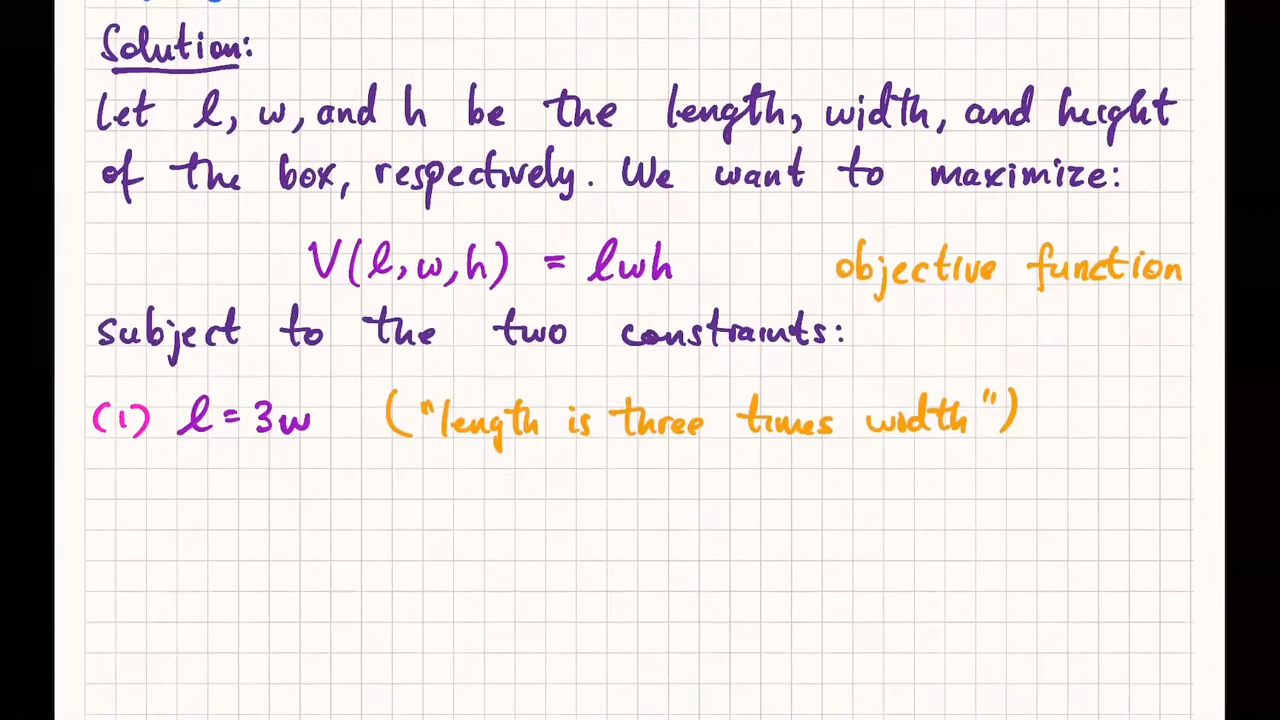 Solution:
Let l, w, and h be the length, width, and height
of the box, respectively. We want to maximize:
V(l, w, h) = lwh objective function
subject to the two constraints:
(1) l = 3w ("length is three times width")